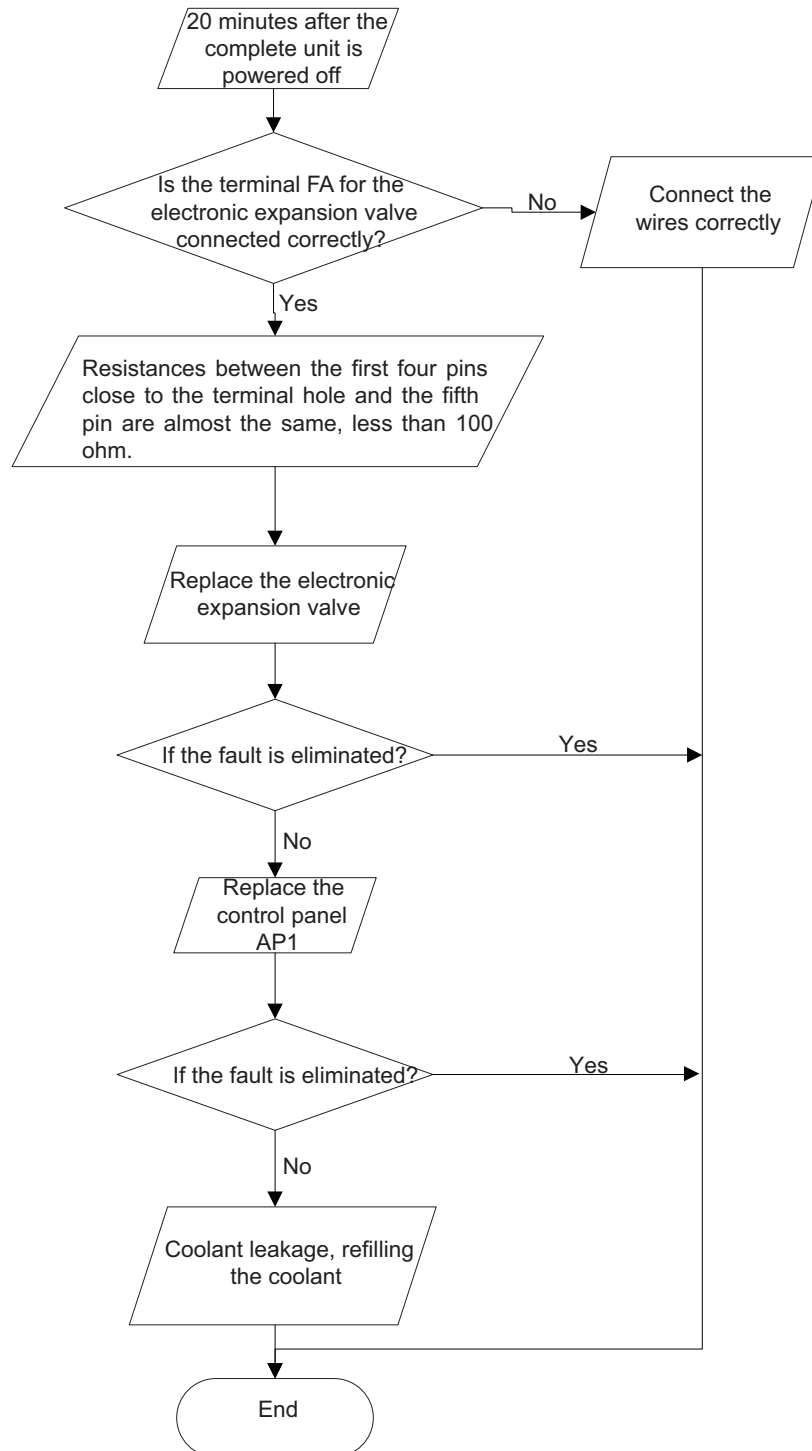 20 minutes after the
complete unit is
powered off
Is the terminal FA for the
electronic expansion valve
connected correctly?
No
Connect the
wires correctly
Yes
Resistances between the first four pins
close to the terminal hole and the fifth
pin are almost the same, less than 100
ohm.
Replace the electronic
expansion valve
If the fault is eliminated?
Yes
No
Replace the
control panel
AP1
If the fault is eliminated?
Yes
No
Coolant leakage, refilling
the coolant
End